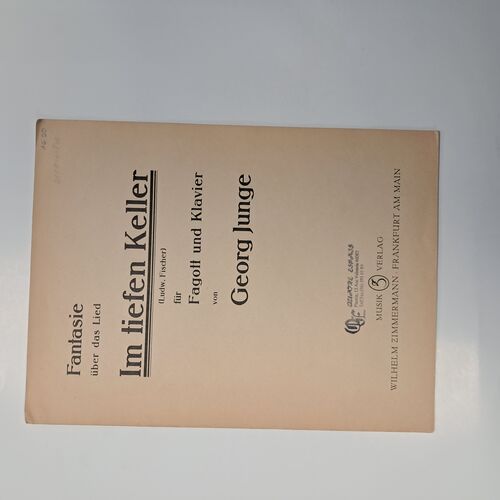 Fantasie
über das Lied
Im tiefen Keller
(Ludw. Fischer)
für
Fagott und Klavier
von
Georg Junge
MUSIK VERLAG
WILHELM ZIMMERMANN · FRANKFURT AM MAIN